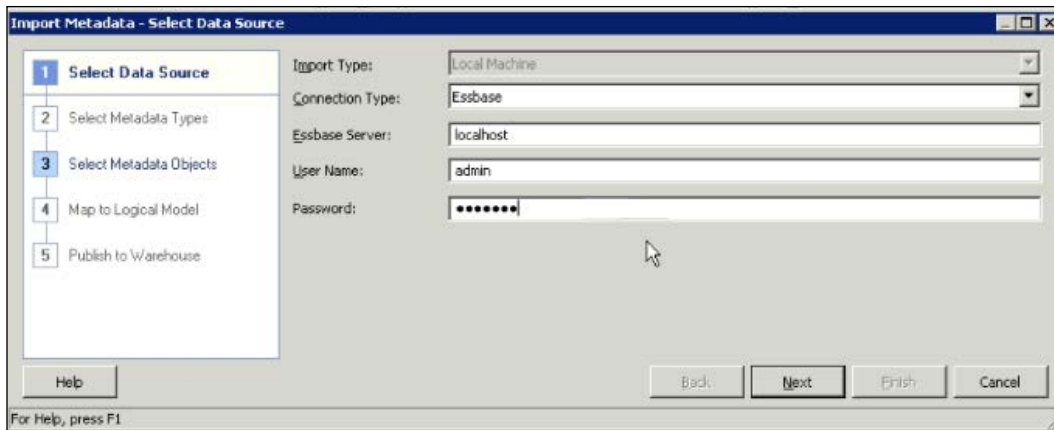 Import Metadata - Select Data Source
1 Select Data Source
2 Select Metadata Types
3 Select Metadata Objects
4 Map to Logical Model
5 Publish to Warehouse
Import Type: Local Machine
Connection Type: Essbase
Essbase Server: localhost
User Name: admin
Password: •••••••
Help
Back Next Finish Cancel
For Help, press F1